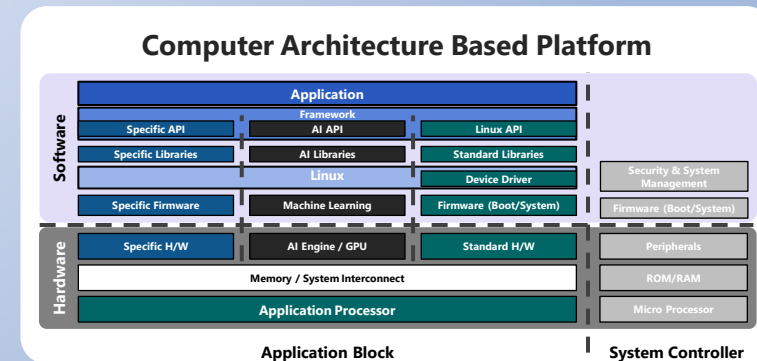 Computer Architecture Based Platform
Software
Application
Framework
Specific API
AI API
Linux API
Specific Libraries
AI Libraries
Standard Libraries
Linux
Device Driver
Security & System
Management
Specific Firmware
Machine Learning
Firmware (Boot/System)
Firmware (Boot/System)
Hardware
Specific H/W
AI Engine / GPU
Standard H/W
Peripherals
Memory / System Interconnect
ROM/RAM
Application Processor
Micro Processor
Application Block
System Controller